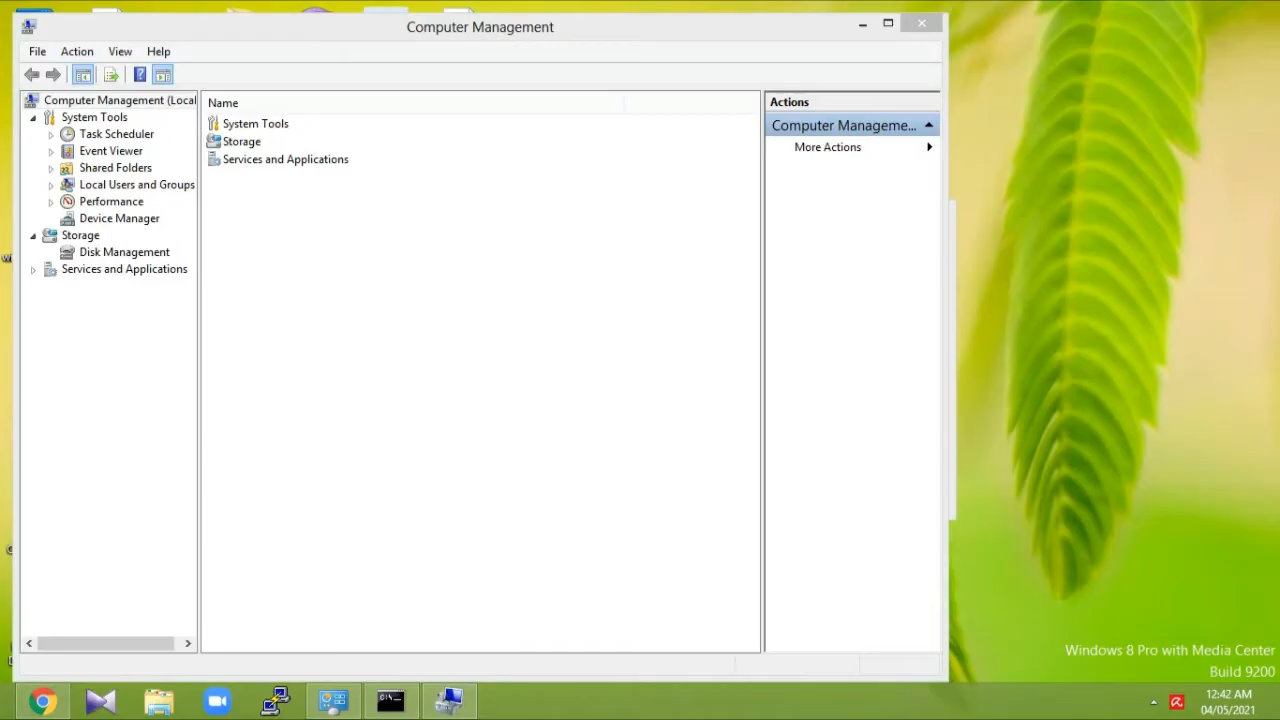 Computer Management
File Action View Help
Computer Management (Local
System Tools
Task Scheduler
Event Viewer
Shared Folders
Local Users and Groups
Performance
Device Manager
Storage
Disk Management
Services and Applications
Name
System Tools
Storage
Services and Applications
Actions
Computer Manageme...
More Actions
Windows 8 Pro with Media Center
Build 9200
12:42 AM
04/05/2021